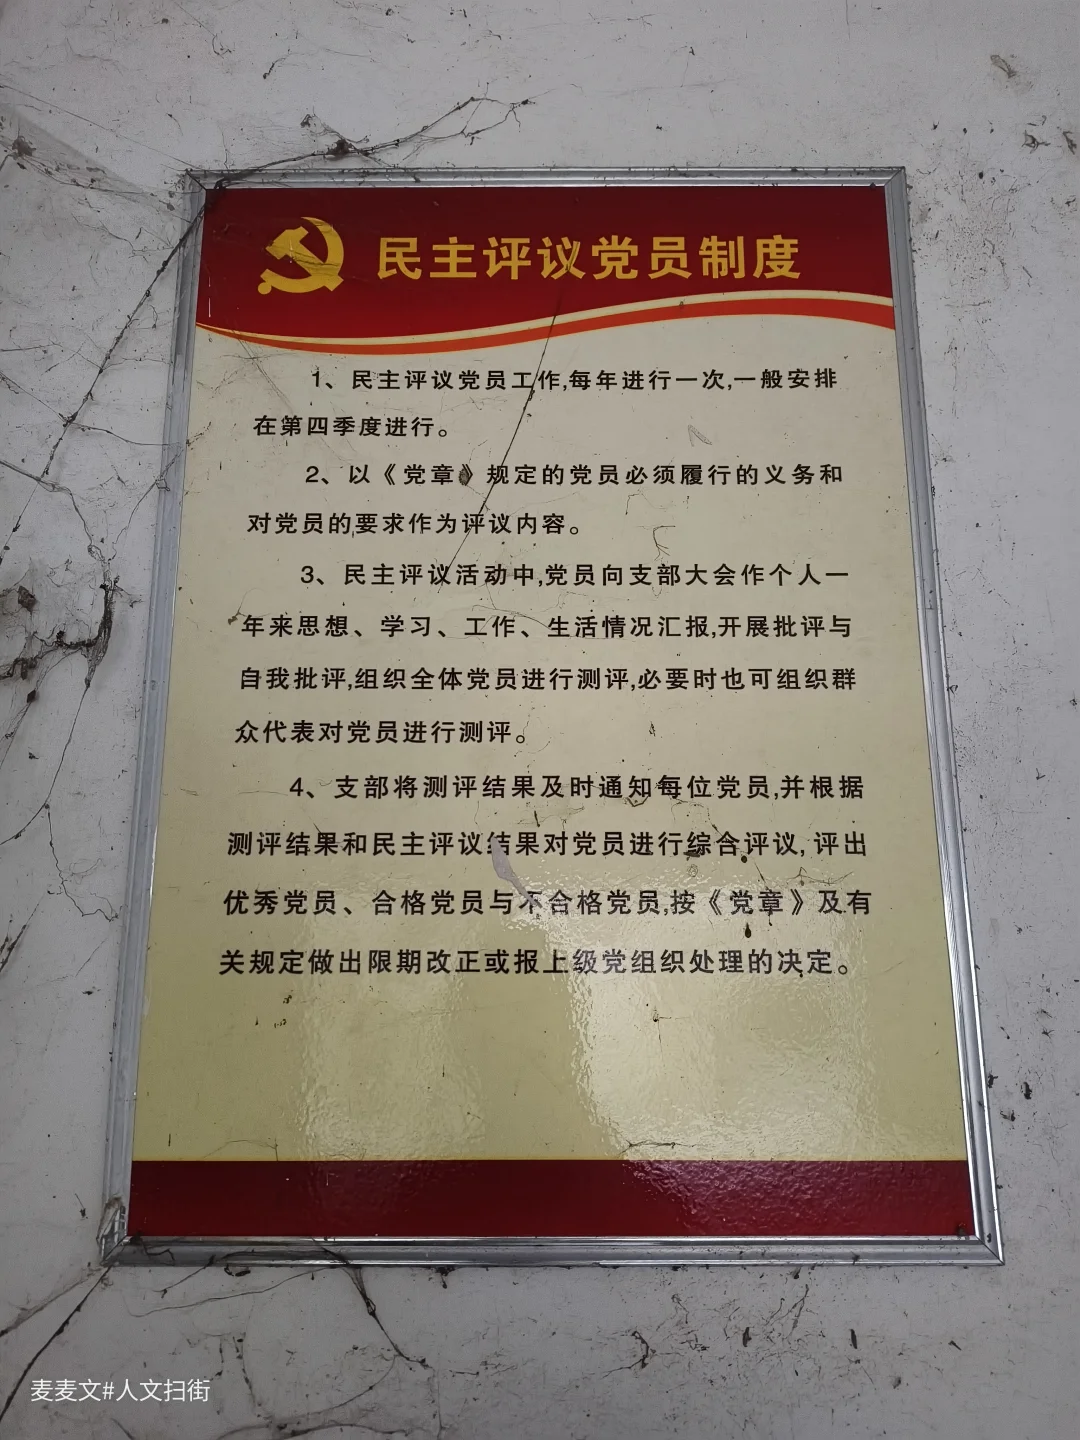 民主评议党员制度
1、民主评议党员工作,每年进行一次,一般安排
在第四季度进行。
2、以《党章》规定的党员必须履行的义务和
对党员的要求作为评议内容。
3、民主评议活动中,党员向支部大会作个人一
年来思想、学习、工作、生活情况汇报,开展批评与
自我批评,组织全体党员进行测评,必要时也可组织群
众代表对党员进行测评。
4、支部将测评结果及时通知每位党员,并根据
测评结果和民主评议结果对党员进行综合评议,评出
优秀党员、合格党员与不合格党员,按《党章》及有
关规定做出限期改正或报上级党组织处理的决定。
麦麦文#人文扫街